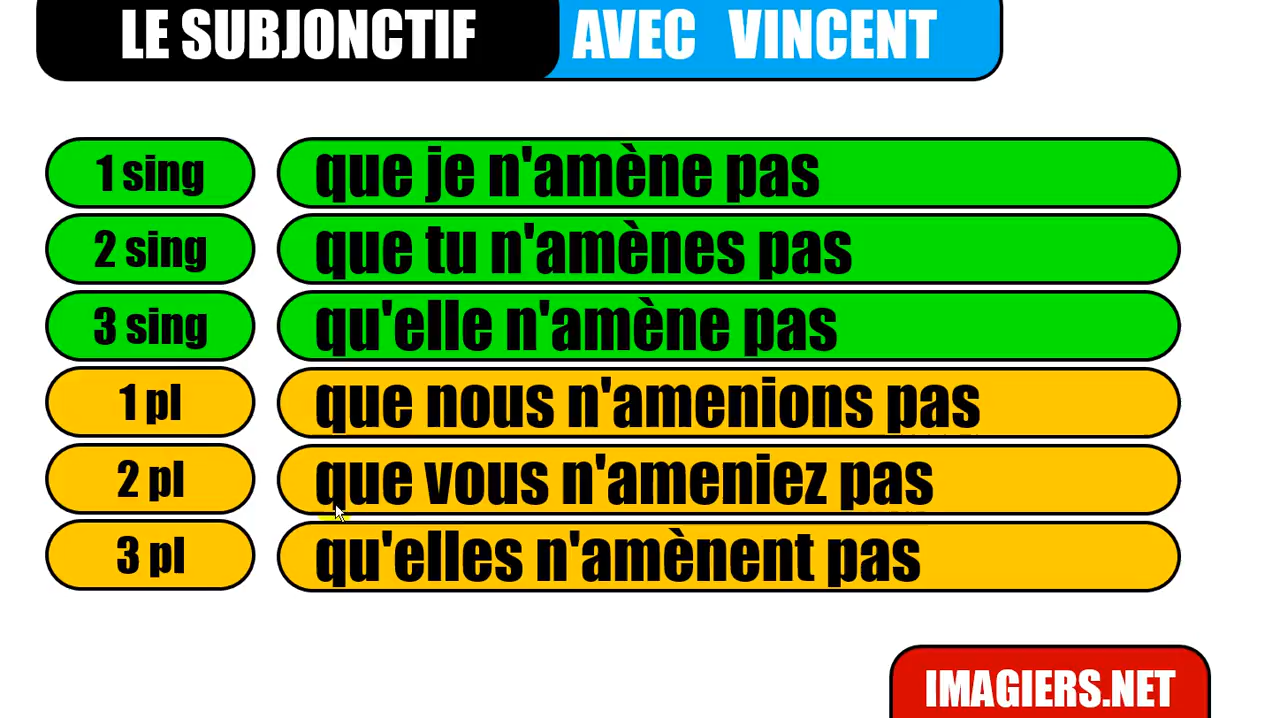 LE SUBJONCTIF AVEC VINCENT
1 sing que je n'amène pas
2 sing que tu n'amènes pas
3 sing qu'elle n'amène pas
1 pl que nous n'amenions pas
2 pl que vous n'ameniez pas
3 pl qu'elles n'amènent pas
IMAGIERS.NET